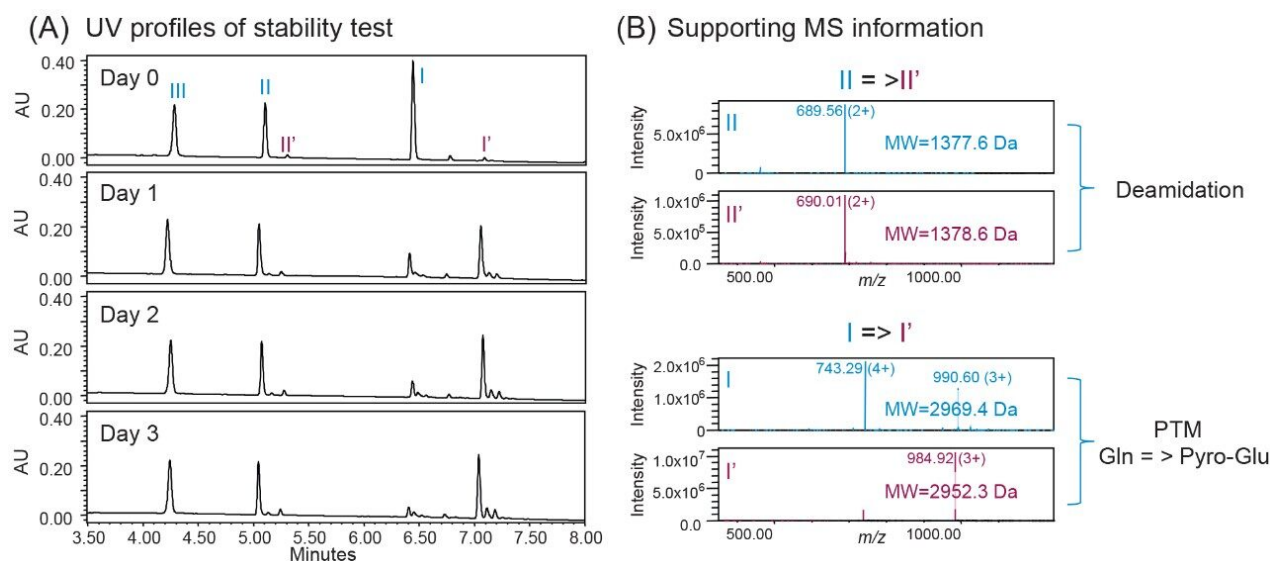 (A) UV profiles of stability test
AU
0.40
0.20
0.00
Day 0
III
II
II'
I
I'
AU
0.40
0.20
0.00
Day 1
AU
0.40
0.20
0.00
Day 2
AU
0.40
0.20
0.00
Day 3
3.50 4.00 4.50 5.00 5.50 6.00 6.50 7.00 7.50 8.00
Minutes
(B) Supporting MS information
II = >II'
Intensity
5.0x10⁶
0
II
689.56 (2+)
MW=1377.6 Da
Intensity
1.0x10⁶
5.0x10⁵
0.0
II'
690.01 (2+)
MW=1378.6 Da
500.00 m/z 1000.00
Deamidation
I = > I'
Intensity
2.0x10⁶
1.0x10⁶
0
I
743.29 (4+)
990.60 (3+)
MW=2969.4 Da
Intensity
1.0x10⁷
5.0x10⁶
0.0
I'
984.92 (3+)
MW=2952.3 Da
500.00 m/z 1000.00
PTM
Gln = > Pyro-Glu